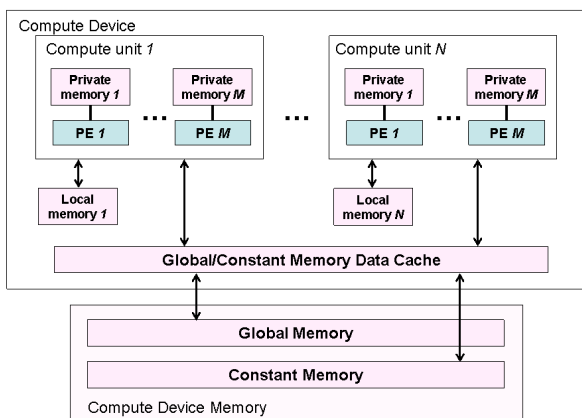 Compute Device
Compute unit 1
Compute unit N
Private memory 1
Private memory M
Private memory 1
Private memory M
PE 1
PE M
PE 1
PE M
Local memory 1
Local memory N
Global/Constant Memory Data Cache
Global Memory
Constant Memory
Compute Device Memory